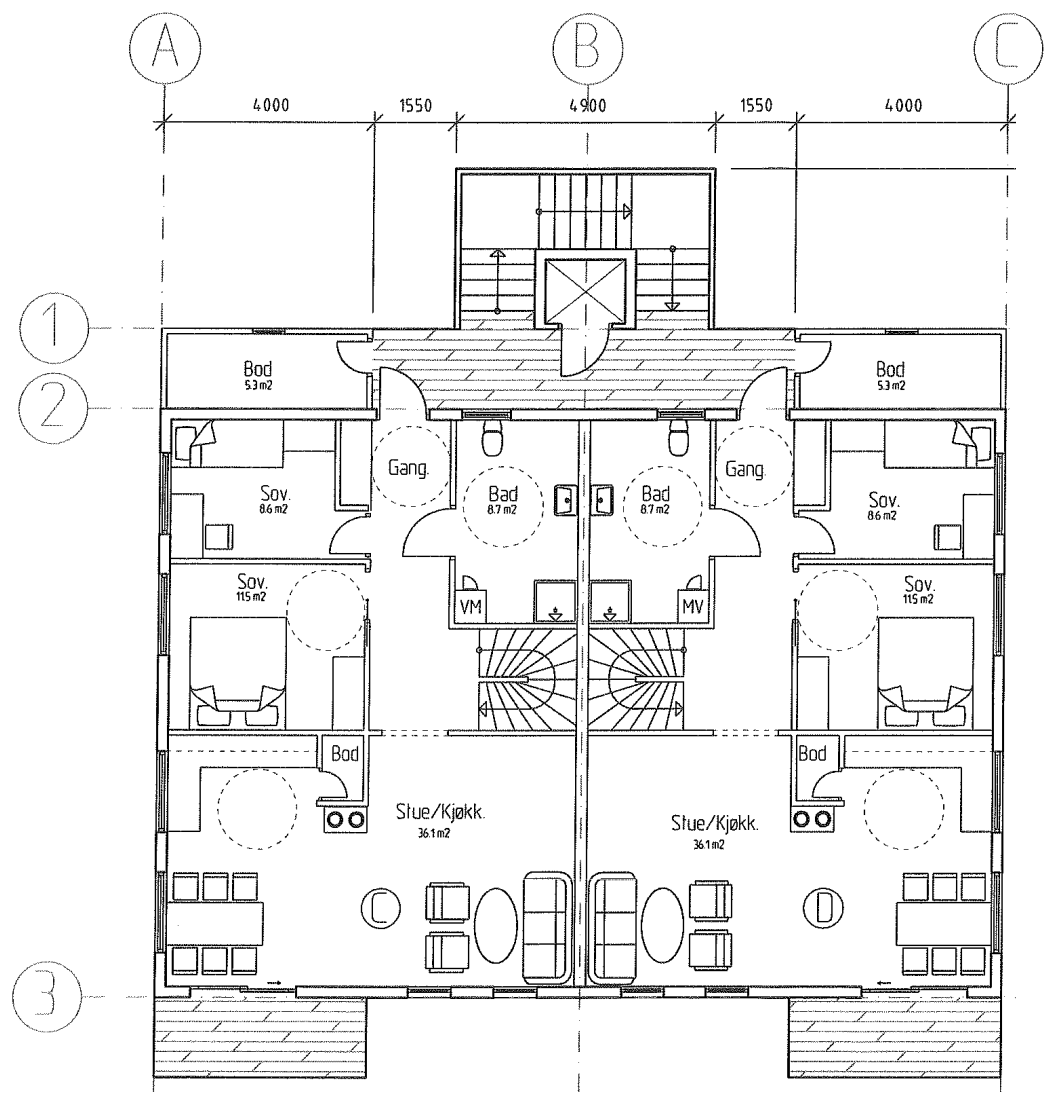 A B C
4000 1550 4900 1550 4000
1
Bod
5.3 m2
Bod
5.3 m2
2
Gang.
Gang.
Sov.
8.6 m2
Bad
8.7 m2
Bad
8.7 m2
Sov.
8.6 m2
Sov.
11.5 m2
Sov.
11.5 m2
VM
MV
Bod
Bod
Stue/Kjøkk.
36.1 m2
Stue/Kjøkk.
36.1 m2
C
D
3